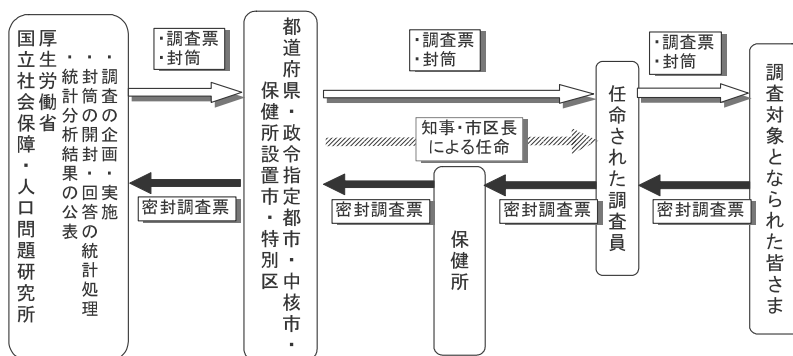 厚生労働省
国立社会保障・人口問題研究所
・調査の企画・実施
・封筒の開封・回答の統計処理
・統計分析結果の公表
・調査票
・封筒
密封調査票
都道府県・政令指定都市・中核市・
保健所設置市・特別区
・調査票
・封筒
知事・市区長
による任命
密封調査票
保健所
密封調査票
任命された調査員
・調査票
・封筒
密封調査票
調査対象となられた皆さま